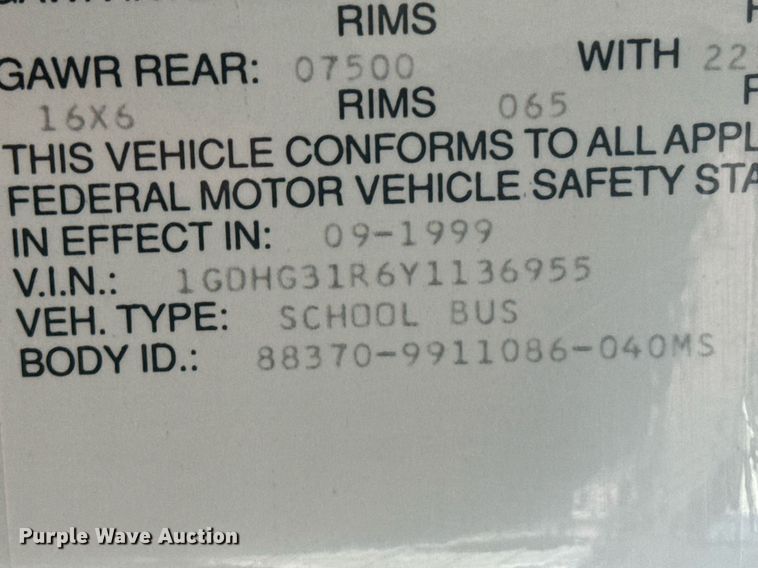 RIMS
GAWR REAR: 07500 WITH 22
16X6 RIMS 065
THIS VEHICLE CONFORMS TO ALL APPL
FEDERAL MOTOR VEHICLE SAFETY STA
IN EFFECT IN: 09-1999
V.I.N.: 1GDHG31R6Y1136955
VEH. TYPE: SCHOOL BUS
BODY ID.: 88370-9911086-040MS
Purple Wave Auction